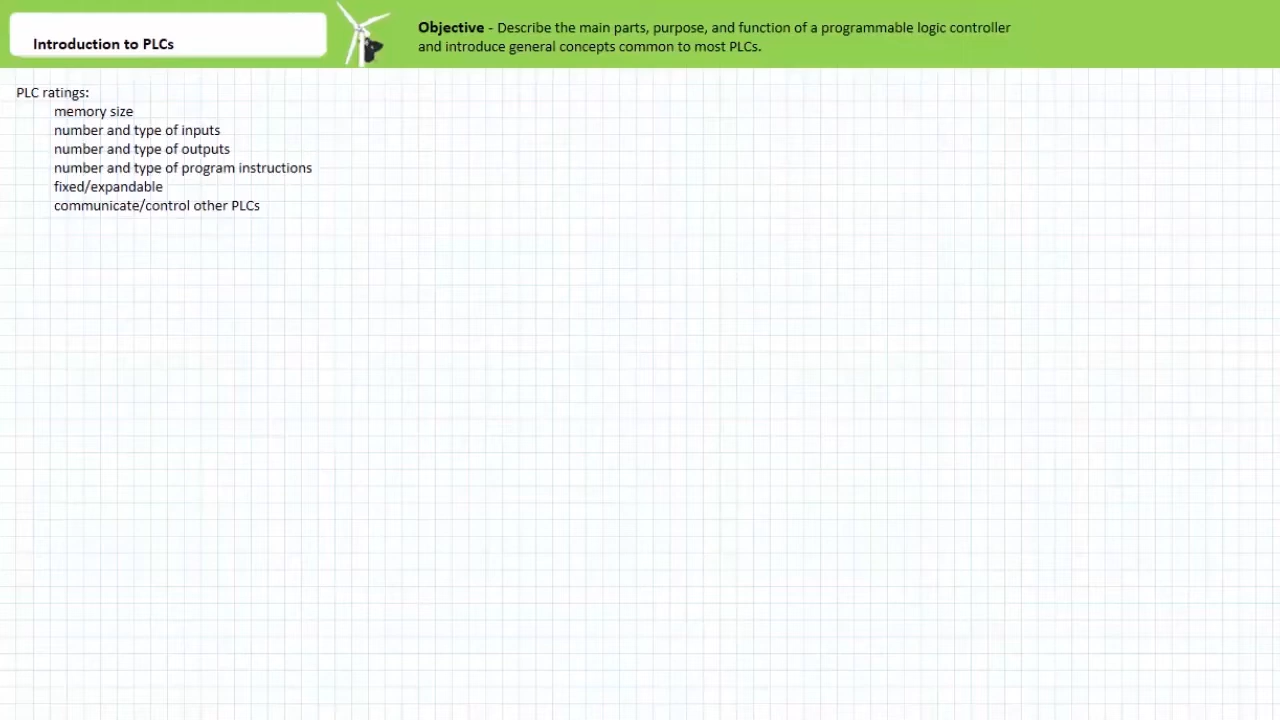 Introduction to PLCs
Objective - Describe the main parts, purpose, and function of a programmable logic controller
and introduce general concepts common to most PLCs.
PLC ratings:
memory size
number and type of inputs
number and type of outputs
number and type of program instructions
fixed/expandable
communicate/control other PLCs